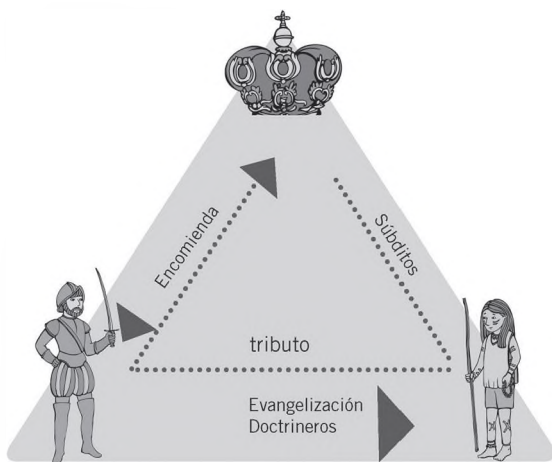 Encomienda
Súbditos
tributo
Evangelización
Doctrineros